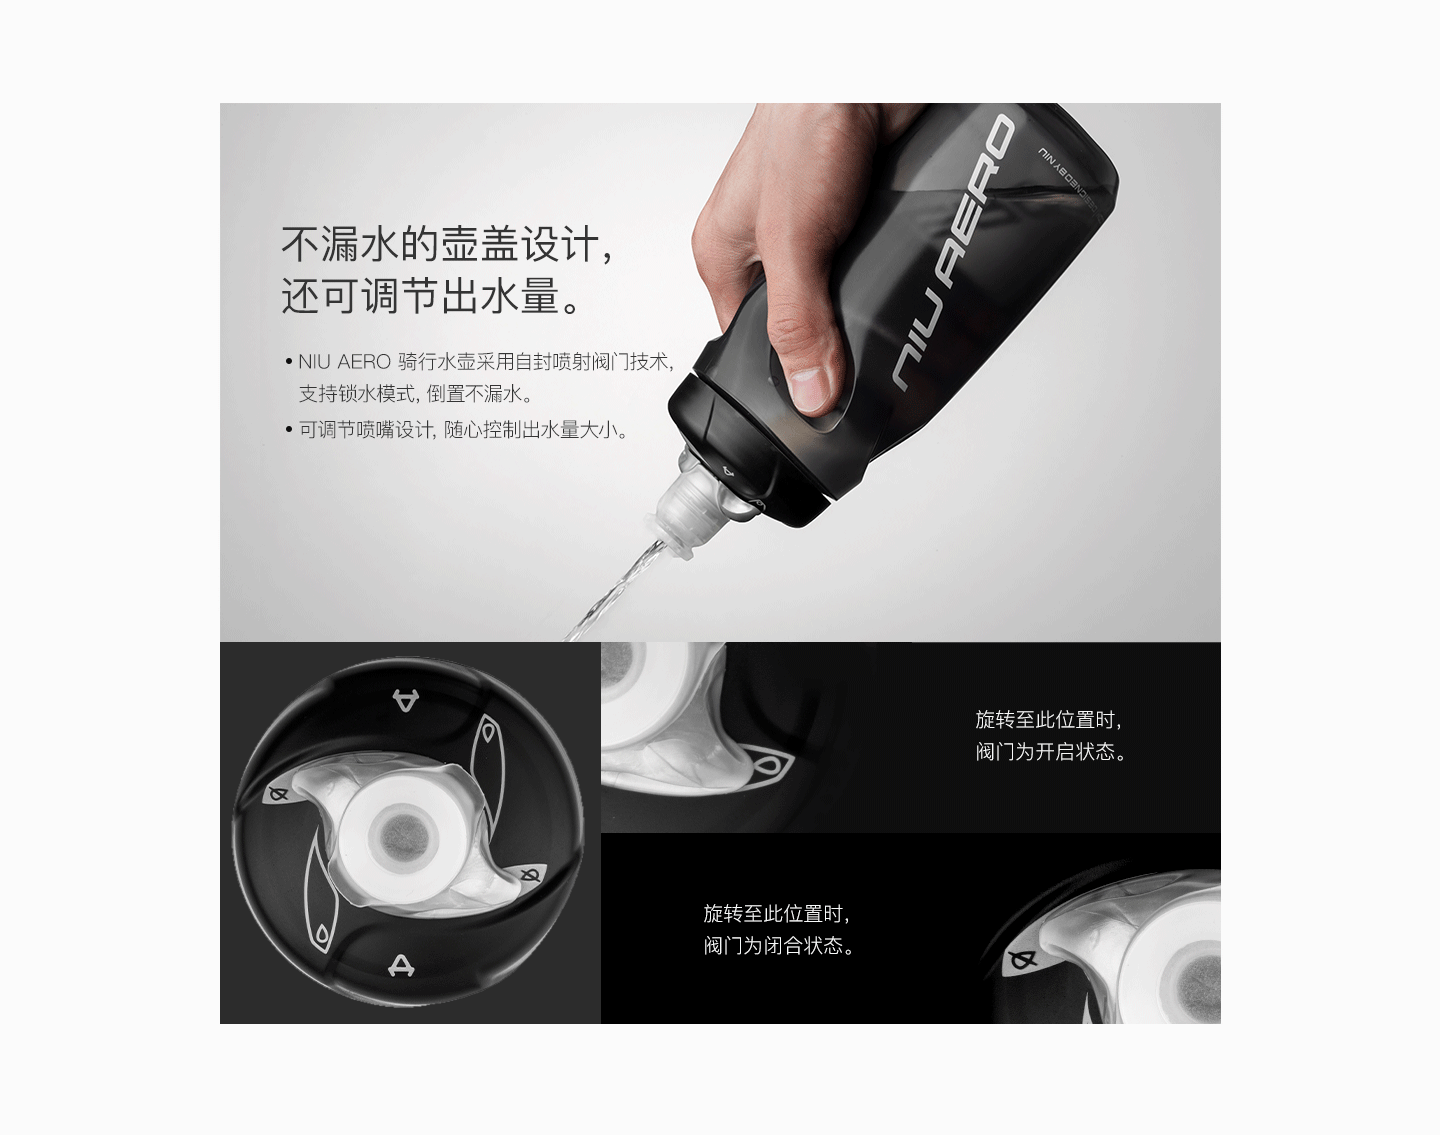 不漏水的壶盖设计，
还可调节出水量。
• NIU AERO 骑行水壶采用自封喷射阀门技术，
支持锁水模式，倒置不漏水。
• 可调节喷嘴设计，随心控制出水量大小。
NIU AERO
DESIGNED BY NIU
旋转至此位置时，
阀门为开启状态。
旋转至此位置时，
阀门为闭合状态。